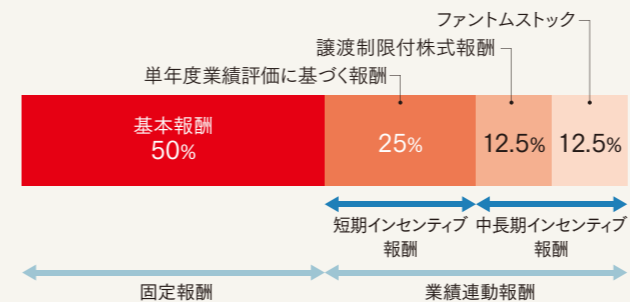 ファントムストック
譲渡制限付株式報酬
単年度業績評価に基づく報酬
基本報酬
50%
25%
12.5%
12.5%
短期インセンティブ
報酬
中長期インセンティブ
報酬
固定報酬
業績連動報酬